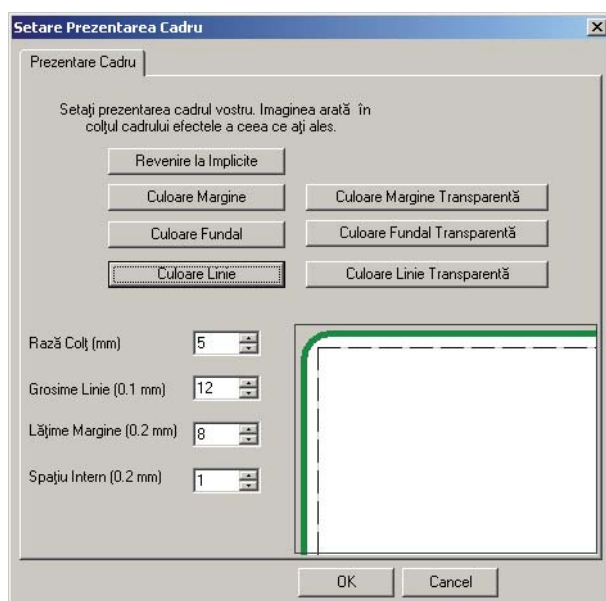 Setare Prezentarea Cadru
Prezentare Cadru
Setați prezentarea cadrul vostru. Imaginea arată în
colțul cadrului efectele a ceea ce ați ales.
Revenire la Implicite
Culoare Margine
Culoare Margine Transparentă
Culoare Fundal
Culoare Fundal Transparentă
Culoare Linie
Culoare Linie Transparentă
Rază Colț (mm)
5
Grosime Linie (0.1 mm)
12
Lățime Margine (0.2 mm)
8
Spațiu Intern (0.2 mm)
1
OK
Cancel